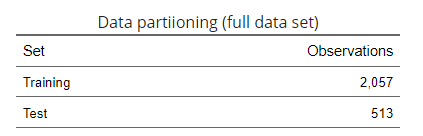 Data partiioning (full data set)
Set Observations
Training 2,057
Test 513